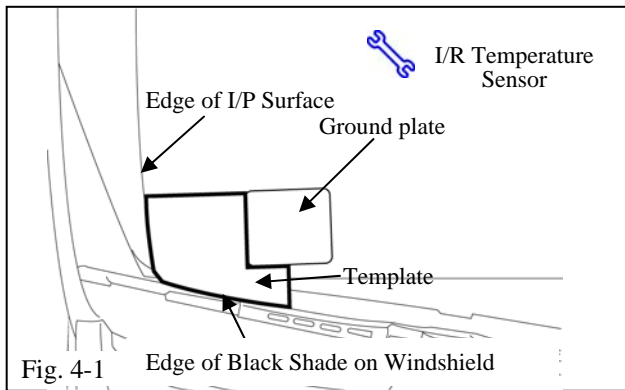 I/R Temperature
Sensor
Edge of I/P Surface
Ground plate
Template
Fig. 4-1
Edge of Black Shade on Windshield